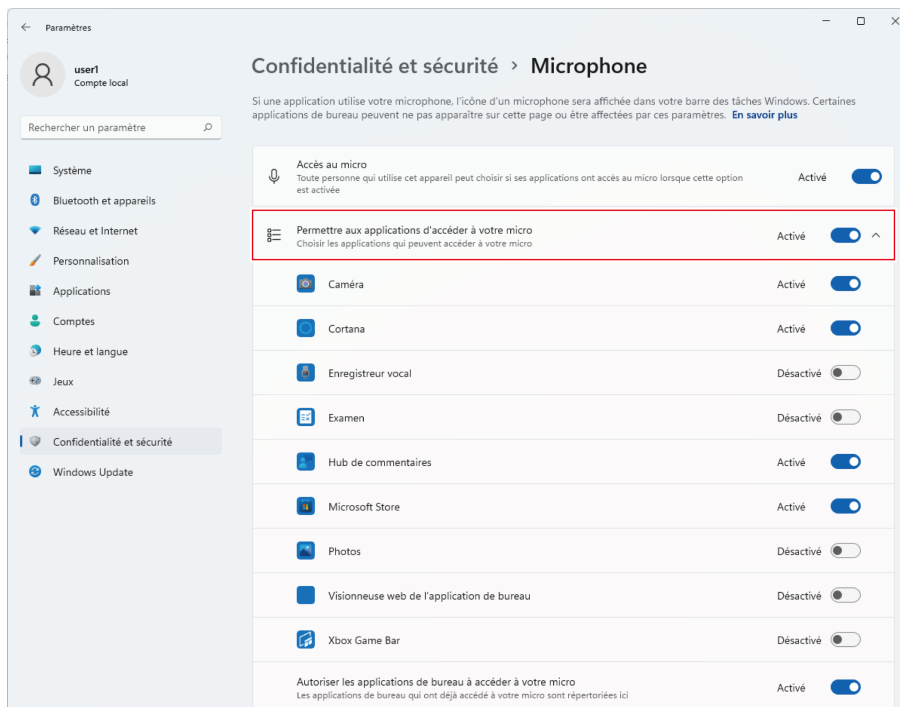 Paramètres
user1
Compte local
Rechercher un paramètre
Système
Bluetooth et appareils
Réseau et Internet
Personnalisation
Applications
Comptes
Heure et langue
Jeux
Accessibilité
Confidentialité et sécurité
Windows Update
Confidentialité et sécurité > Microphone
Si une application utilise votre microphone, l'icône d'un microphone sera affichée dans votre barre des tâches Windows. Certaines
applications de bureau peuvent ne pas apparaître sur cette page ou être affectées par ces paramètres. En savoir plus
Accès au micro
Toute personne qui utilise cet appareil peut choisir si ses applications ont accès au micro lorsque cette option
est activée
Activé
Permettre aux applications d'accéder à votre micro
Choisir les applications qui peuvent accéder à votre micro
Activé
Caméra Activé
Cortana Activé
Enregistreur vocal Désactivé
Examen Désactivé
Hub de commentaires Activé
Microsoft Store Activé
Photos Désactivé
Visionneuse web de l'application de bureau Désactivé
Xbox Game Bar Désactivé
Autoriser les applications de bureau à accéder à votre micro
Les applications de bureau qui ont déjà accédé à votre micro sont répertoriées ici
Activé